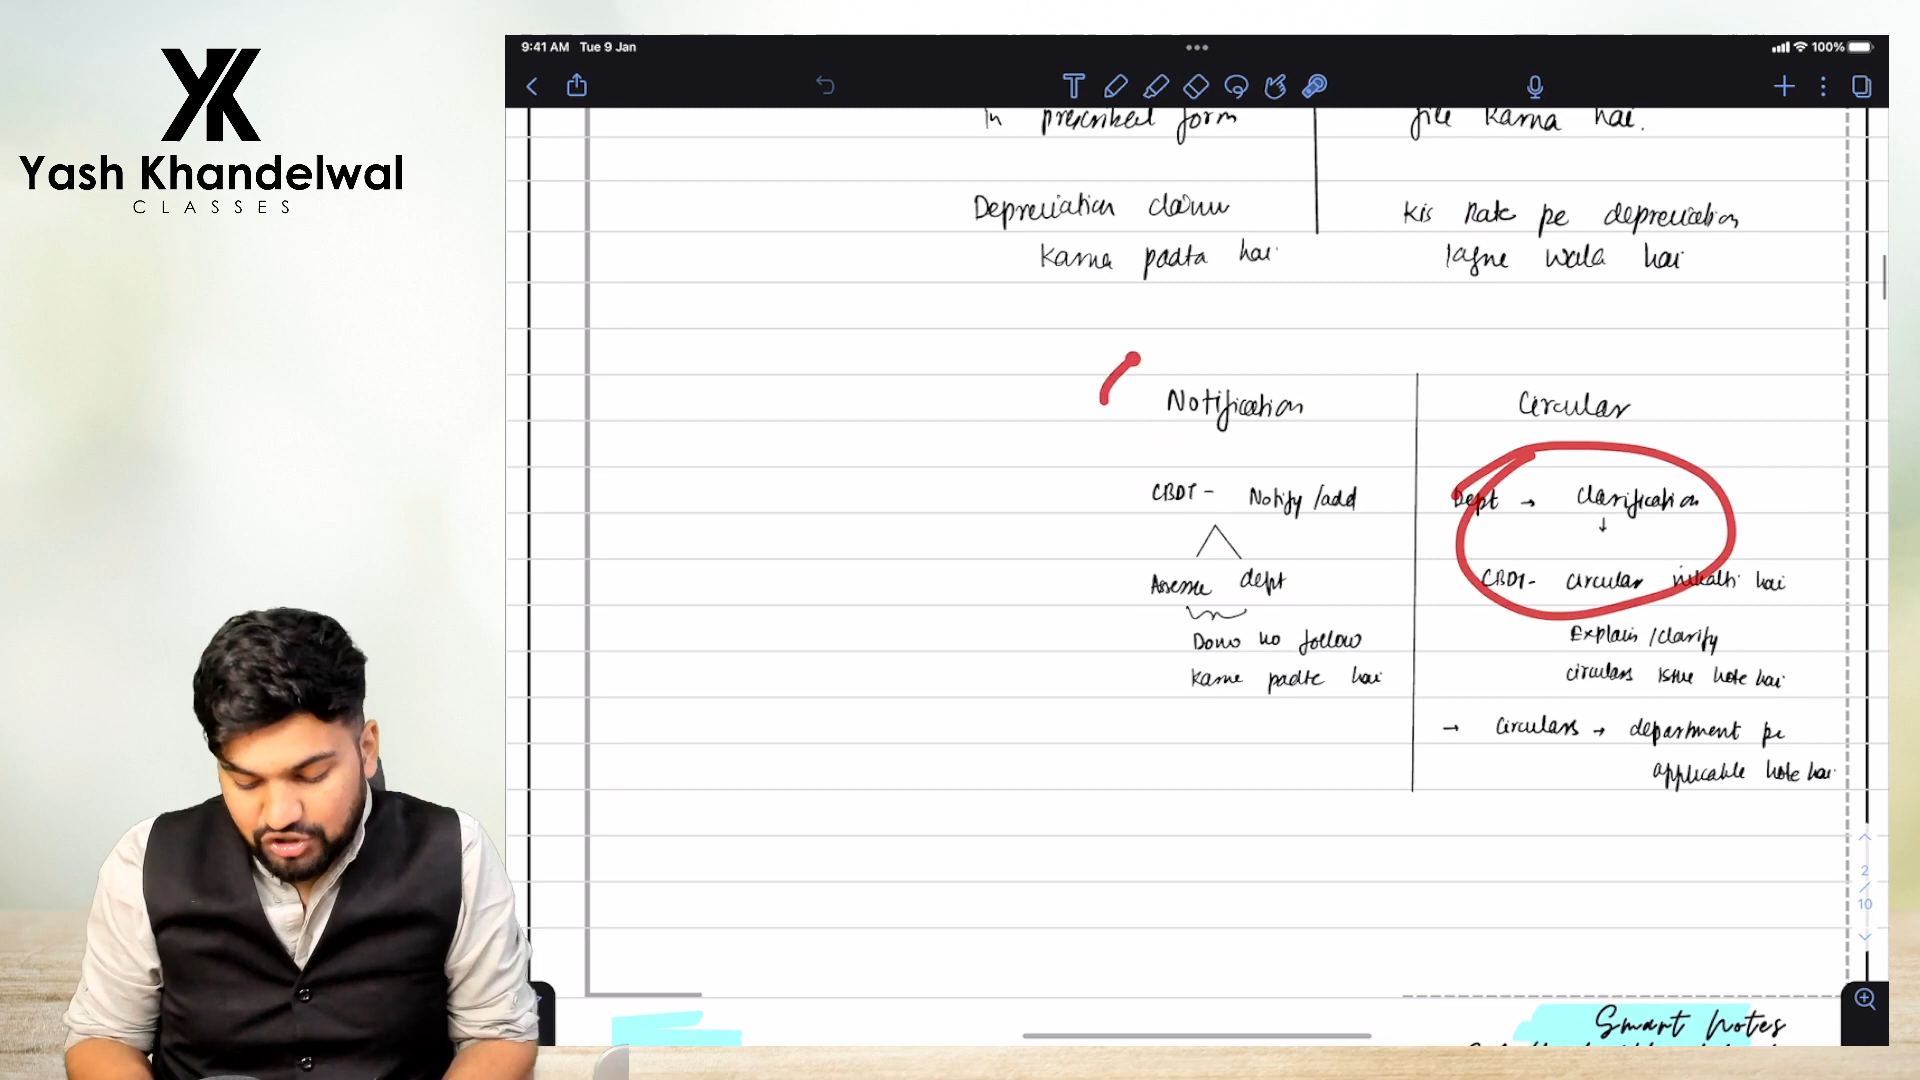 YK
Yash Khandelwal
CLASSES
9:41 AM Tue 9 Jan
100%
In prescribed form
file karna hai.
Depreciation claim
karna padta hai
Kis Rate pe depreciation
lagne wala hai
Notification
Circular
CBDT - Notify /add
Assesse dept
Dono ko follow
karne padte hai
Dept → Clarification
↓
CBDT - circular nikalti hai
Explain /clarify
circulars issue hote hai
→ Circulars → department pe
applicable hote hai
2
/
10
Smart Notes